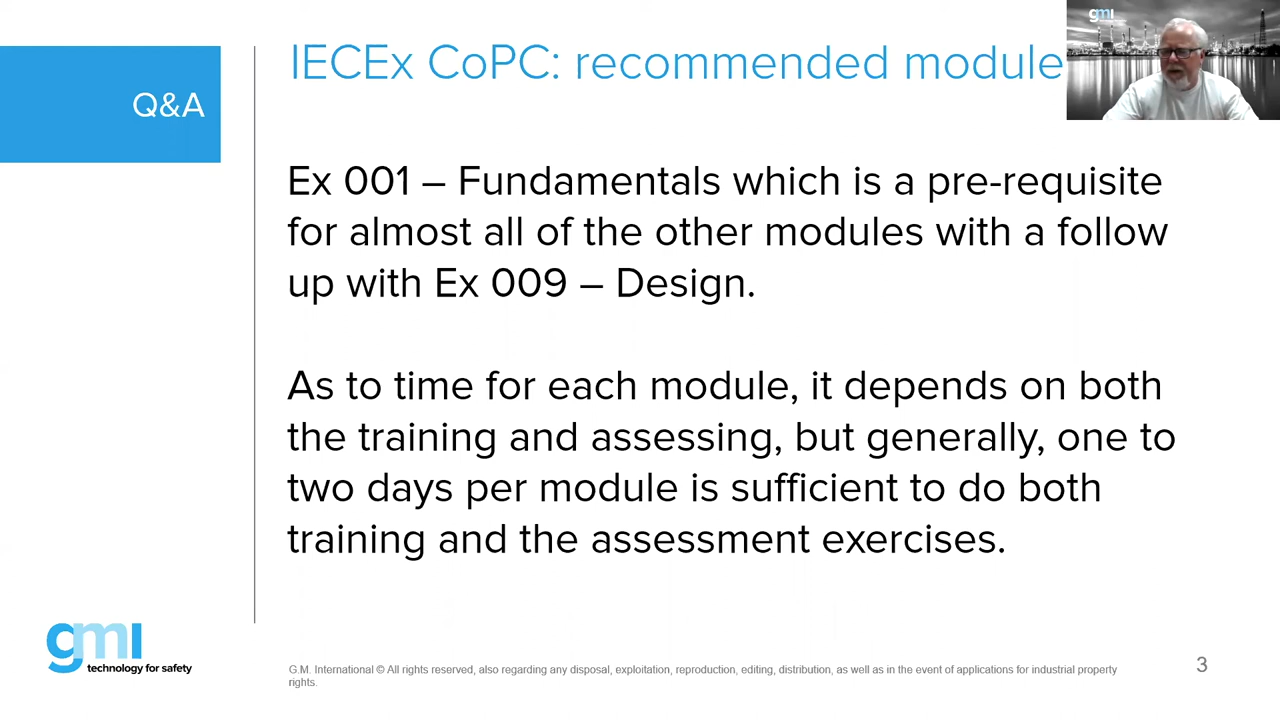 IECEx CoPC: recommended module
gmi
Q&A
Ex 001 – Fundamentals which is a pre-requisite
for almost all of the other modules with a follow
up with Ex 009 – Design.
As to time for each module, it depends on both
the training and assessing, but generally, one to
two days per module is sufficient to do both
training and the assessment exercises.
gmi
technology for safety
G.M. International © All rights reserved, also regarding any disposal, exploitation, reproduction, editing, distribution, as well as in the event of applications for industrial property
rights.
3